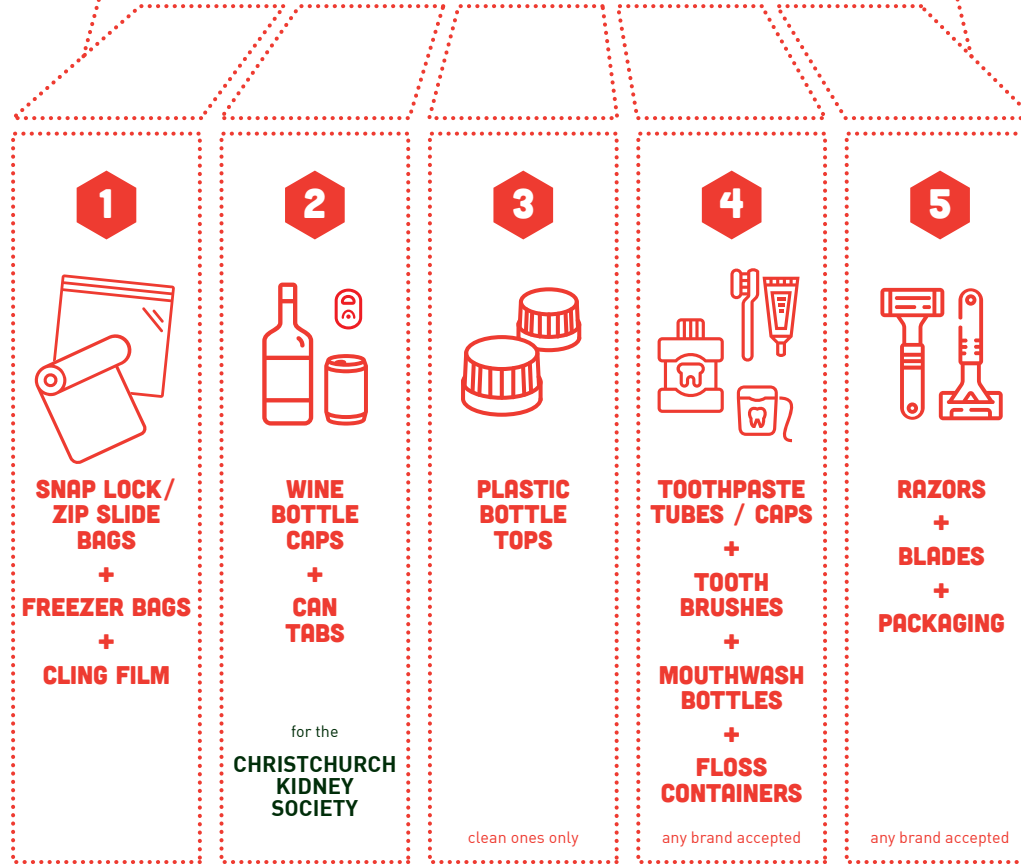 1
SNAP LOCK/
ZIP SLIDE
BAGS
+
FREEZER BAGS
+
CLING FILM
2
WINE
BOTTLE
CAPS
+
CAN
TABS
for the
CHRISTCHURCH
KIDNEY
SOCIETY
3
PLASTIC
BOTTLE
TOPS
clean ones only
4
TOOTHPASTE
TUBES / CAPS
+
TOOTH
BRUSHES
+
MOUTHWASH
BOTTLES
+
FLOSS
CONTAINERS
any brand accepted
5
RAZORS
+
BLADES
+
PACKAGING
any brand accepted